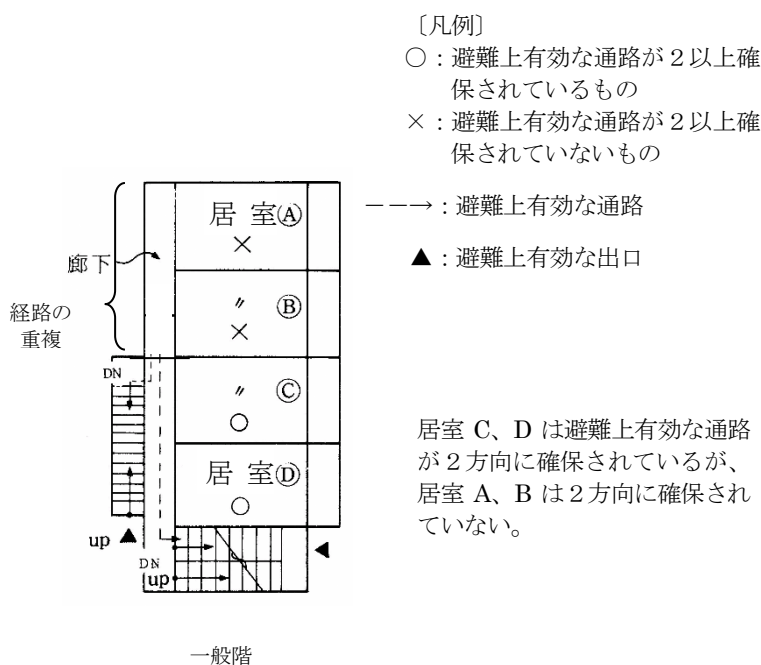 〔凡例〕
○：避難上有効な通路が２以上確
保されているもの
×：避難上有効な通路が２以上確
保されていないもの
－－→：避難上有効な通路
▲：避難上有効な出口
居 室Ⓐ
×
廊下
〃 Ⓑ
×
経路の
重複
DN
〃 Ⓒ
○
居 室Ⓓ
○
居室 C、D は避難上有効な通路
が２方向に確保されているが、
居室 A、B は２方向に確保され
ていない。
up ▲
DN
up
◀
一般階